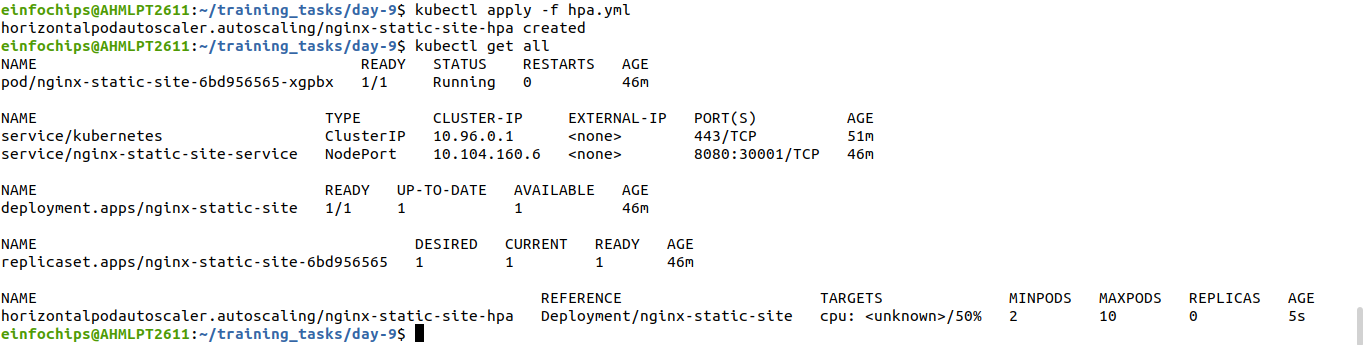 einfochips@AHMLPT2611:~/training_tasks/day-9$ kubectl apply -f hpa.yml
horizontalpodautoscaler.autoscaling/nginx-static-site-hpa created
einfochips@AHMLPT2611:~/training_tasks/day-9$ kubectl get all
NAME READY STATUS RESTARTS AGE
pod/nginx-static-site-6bd956565-xgpbx 1/1 Running 0 46m
NAME TYPE CLUSTER-IP EXTERNAL-IP PORT(S) AGE
service/kubernetes ClusterIP 10.96.0.1 <none> 443/TCP 51m
service/nginx-static-site-service NodePort 10.104.160.6 <none> 8080:30001/TCP 46m
NAME READY UP-TO-DATE AVAILABLE AGE
deployment.apps/nginx-static-site 1/1 1 1 46m
NAME DESIRED CURRENT READY AGE
replicaset.apps/nginx-static-site-6bd956565 1 1 1 46m
NAME REFERENCE TARGETS MINPODS MAXPODS REPLICAS AGE
horizontalpodautoscaler.autoscaling/nginx-static-site-hpa Deployment/nginx-static-site cpu: <unknown>/50% 2 10 0 5s
einfochips@AHMLPT2611:~/training_tasks/day-9$